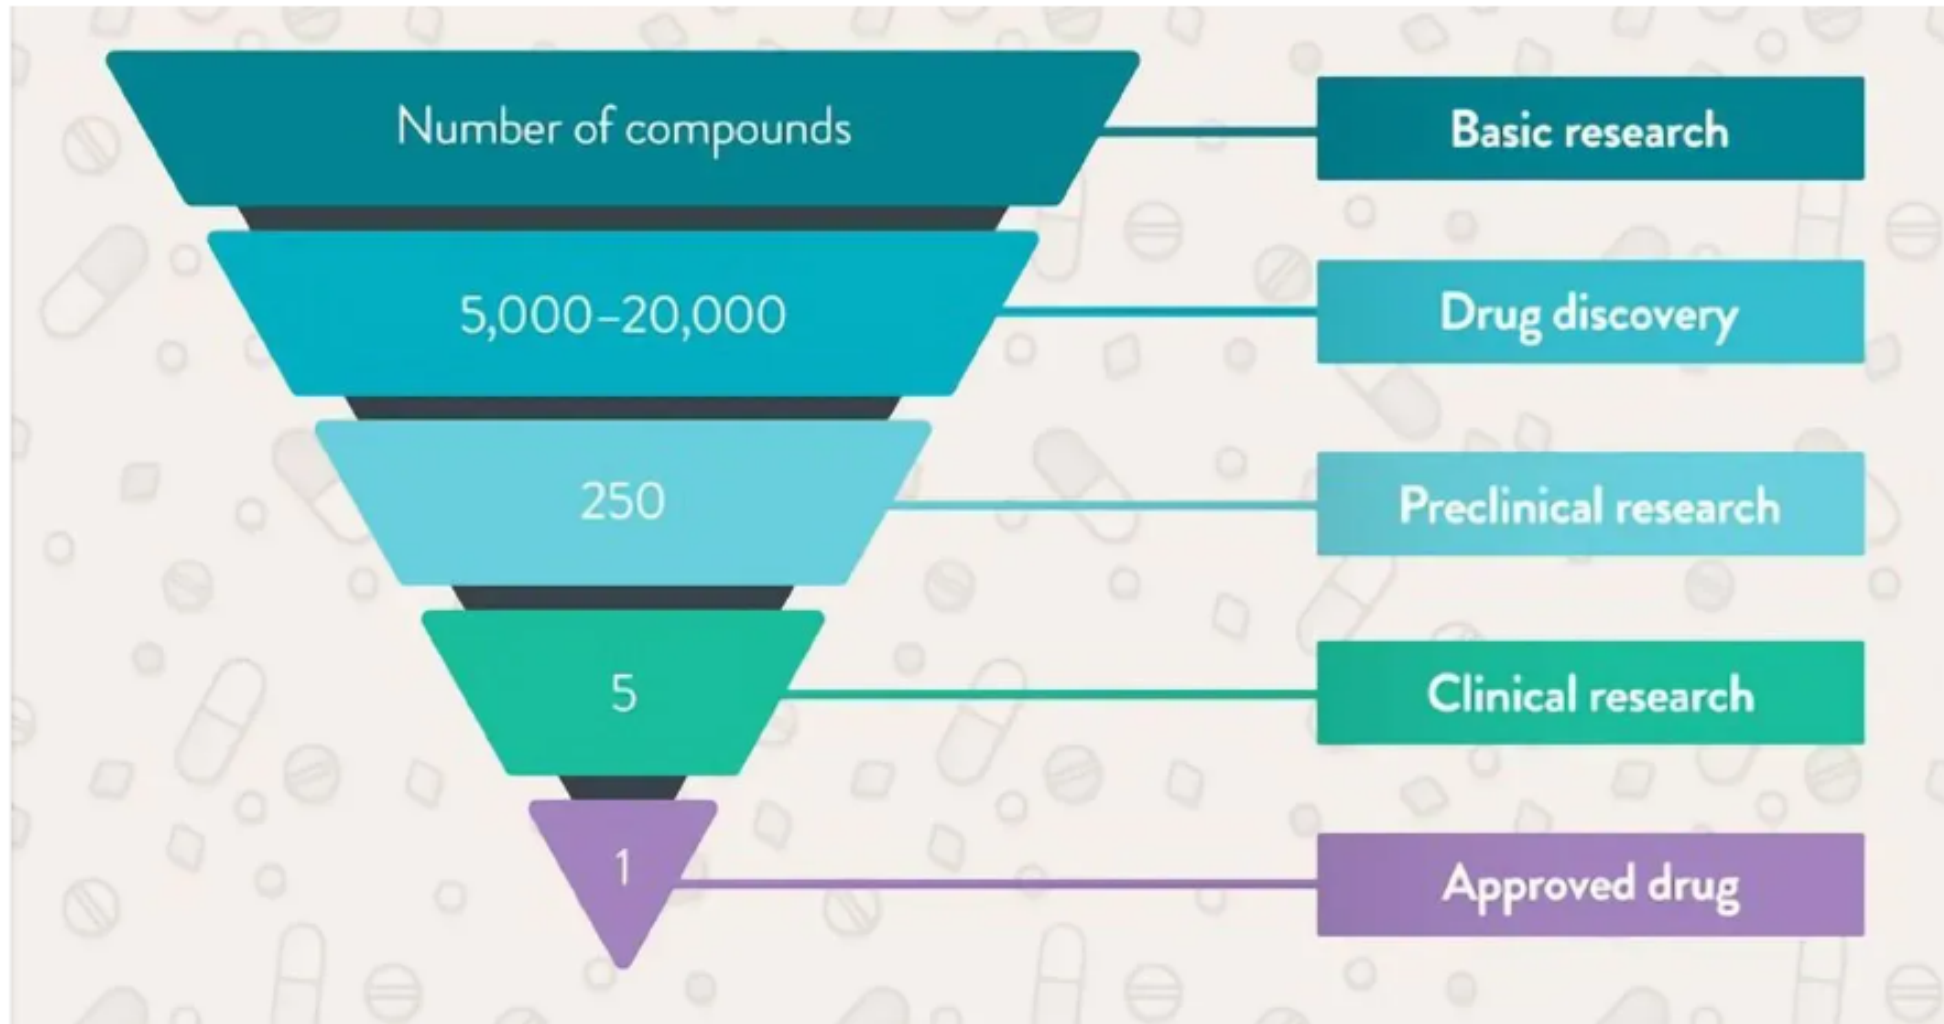 Number of compounds
Basic research
5,000–20,000
Drug discovery
250
Preclinical research
5
Clinical research
1
Approved drug